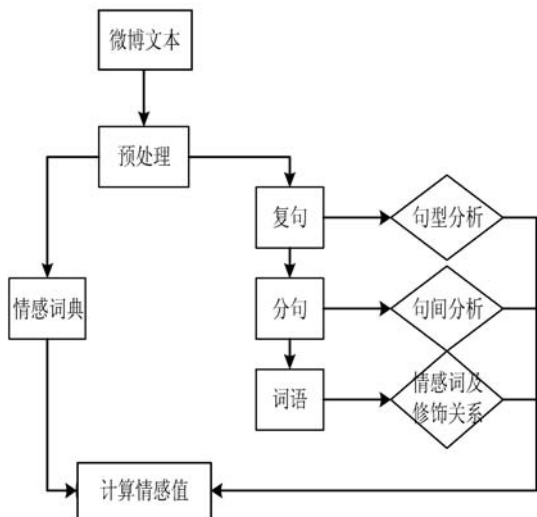 微博文本
预处理
复句
句型分析
情感词典
分句
句间分析
词语
情感词及
修饰关系
计算情感值